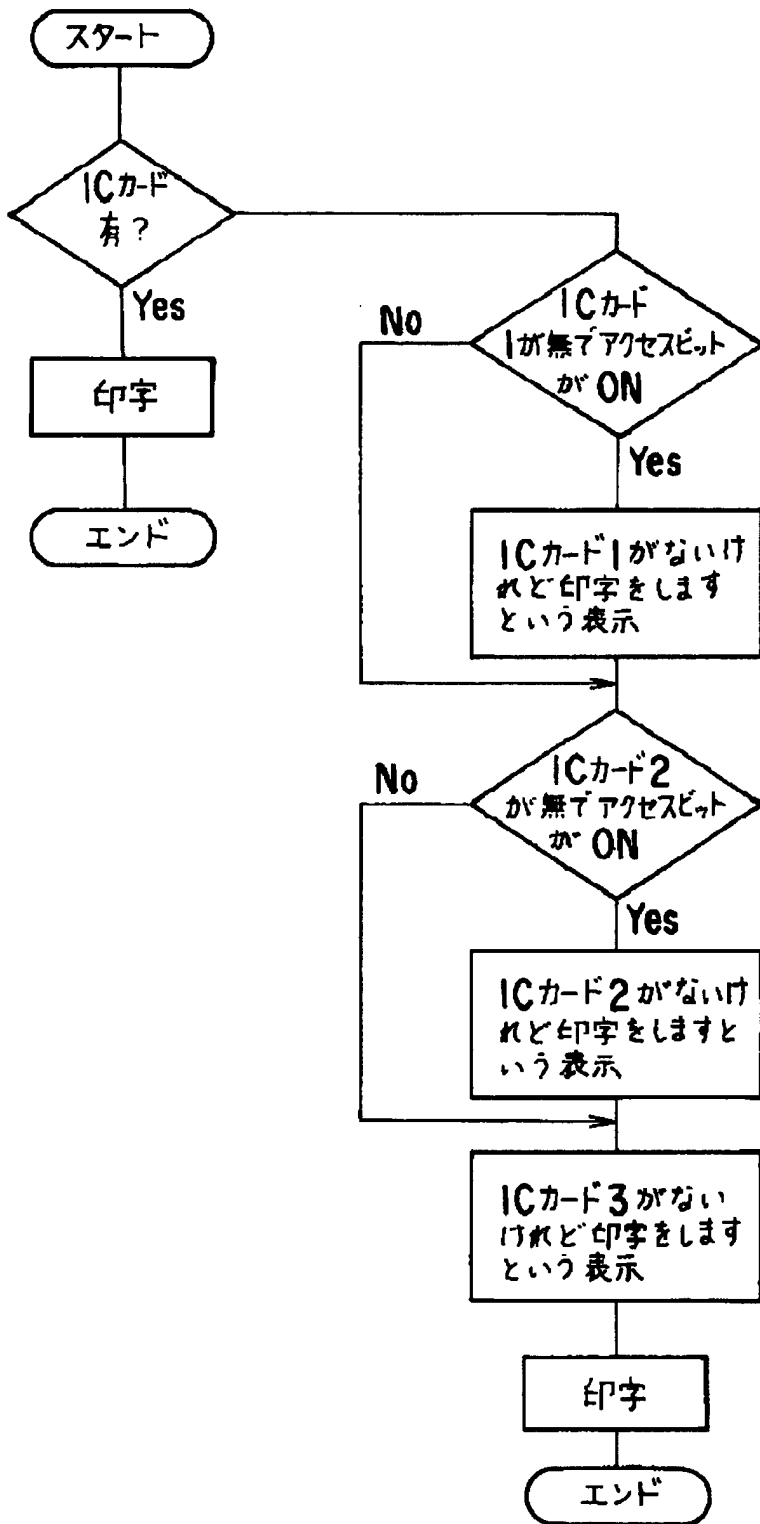 スタート
ICカード
有?
Yes
印字
エンド
ICカード
1が無でアクセスビット
がON
No
Yes
ICカード1がないけ
れど印字をします
という表示
ICカード2
が無でアクセスビット
がON
No
Yes
ICカード2がないけ
れど印字をしますと
いう表示
ICカード3がない
けれど印字をします
という表示
印字
エンド